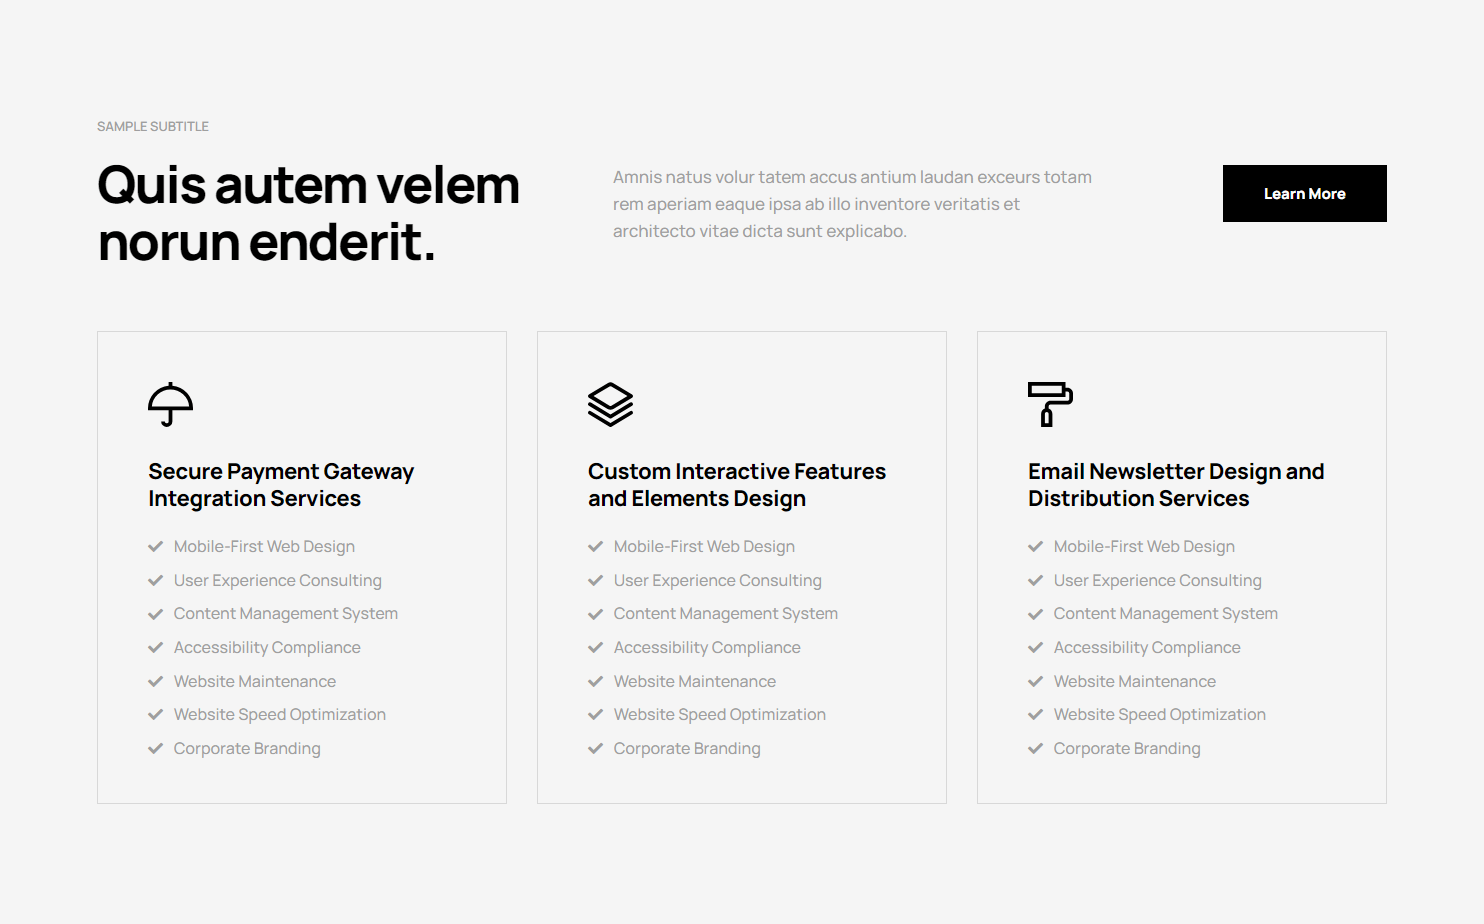 SAMPLE SUBTITLE
Quis autem velem
norun enderit.
Amnis natus volur tatem accus antium laudan exceurs totam
rem aperiam eaque ipsa ab illo inventore veritatis et
architecto vitae dicta sunt explicabo.
Learn More
Secure Payment Gateway
Integration Services
Mobile-First Web Design
User Experience Consulting
Content Management System
Accessibility Compliance
Website Maintenance
Website Speed Optimization
Corporate Branding
Custom Interactive Features
and Elements Design
Mobile-First Web Design
User Experience Consulting
Content Management System
Accessibility Compliance
Website Maintenance
Website Speed Optimization
Corporate Branding
Email Newsletter Design and
Distribution Services
Mobile-First Web Design
User Experience Consulting
Content Management System
Accessibility Compliance
Website Maintenance
Website Speed Optimization
Corporate Branding